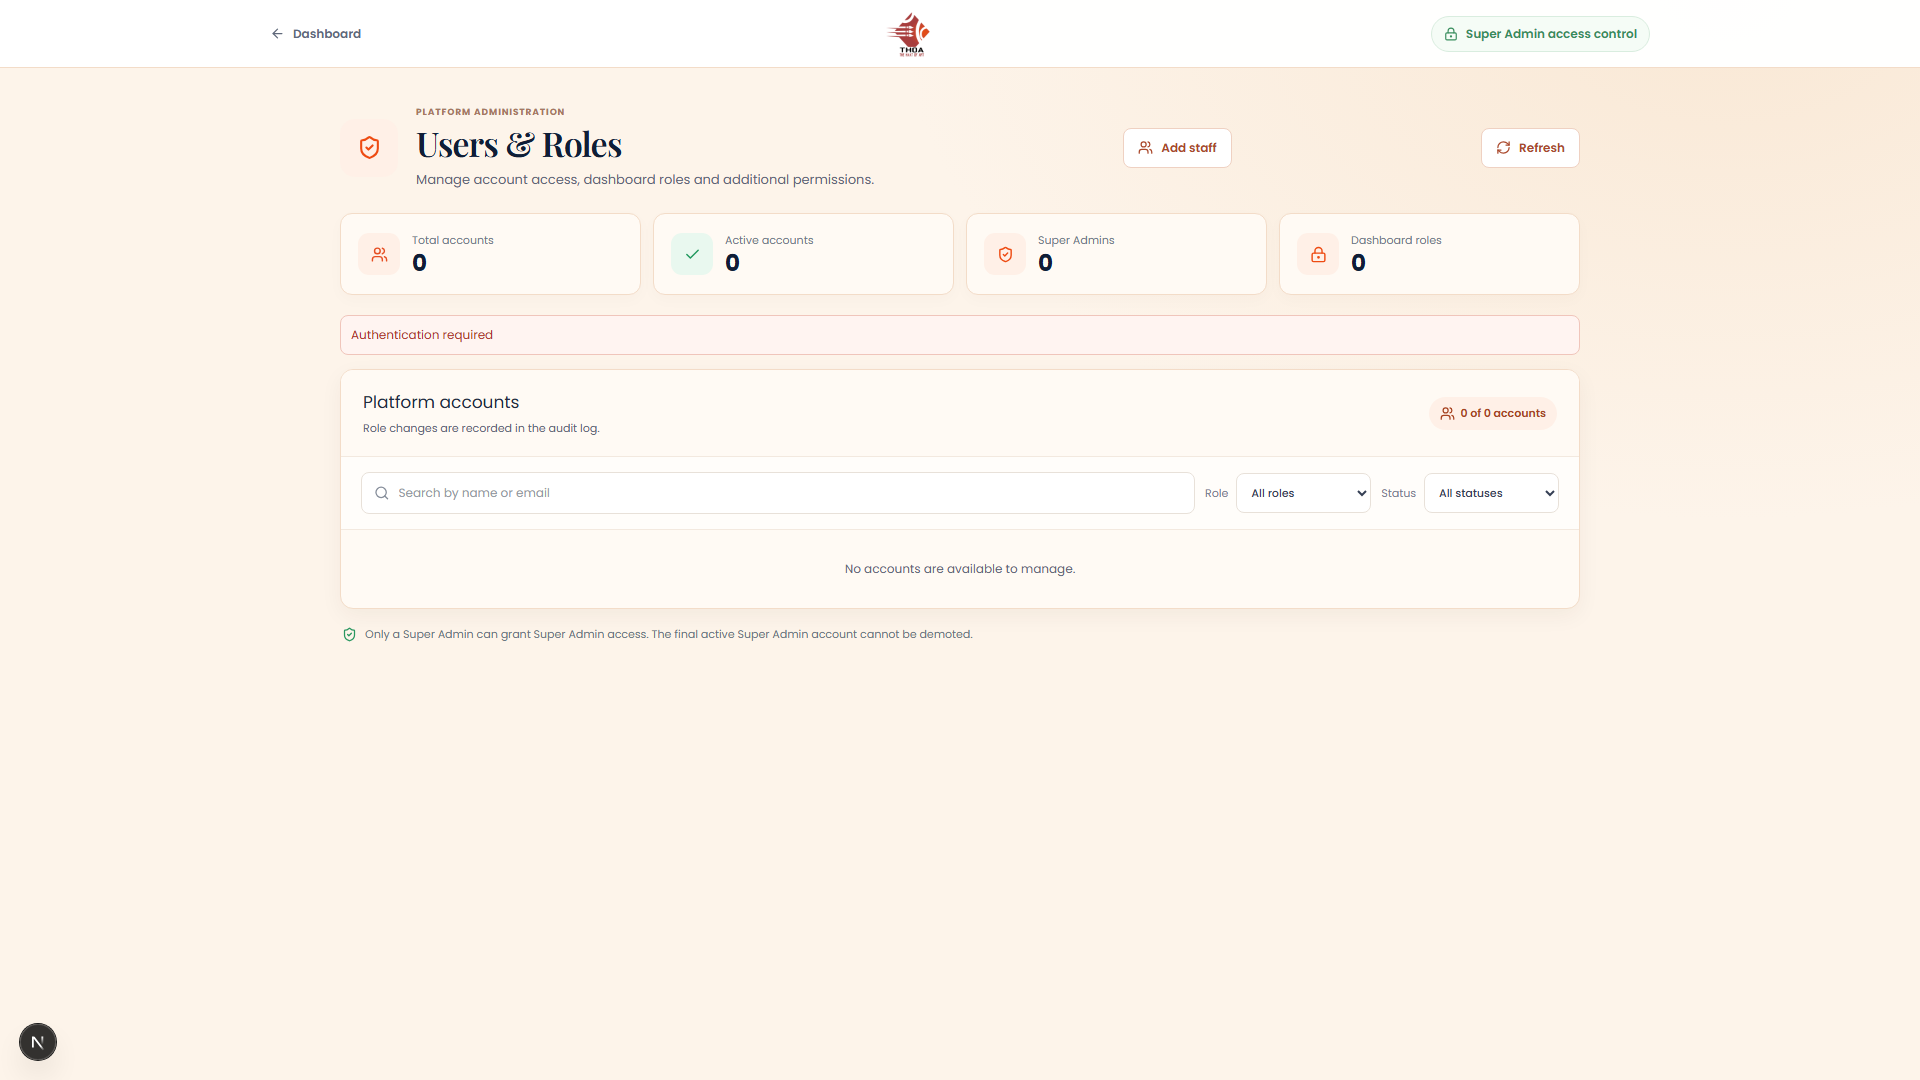 Dashboard
THOA
Super Admin access control
PLATFORM ADMINISTRATION
Users & Roles
Manage account access, dashboard roles and additional permissions.
Add staff
Refresh
Total accounts
0
Active accounts
0
Super Admins
0
Dashboard roles
0
Authentication required
Platform accounts
Role changes are recorded in the audit log.
0 of 0 accounts
Search by name or email
Role
All roles
Status
All statuses
No accounts are available to manage.
Only a Super Admin can grant Super Admin access. The final active Super Admin account cannot be demoted.
N